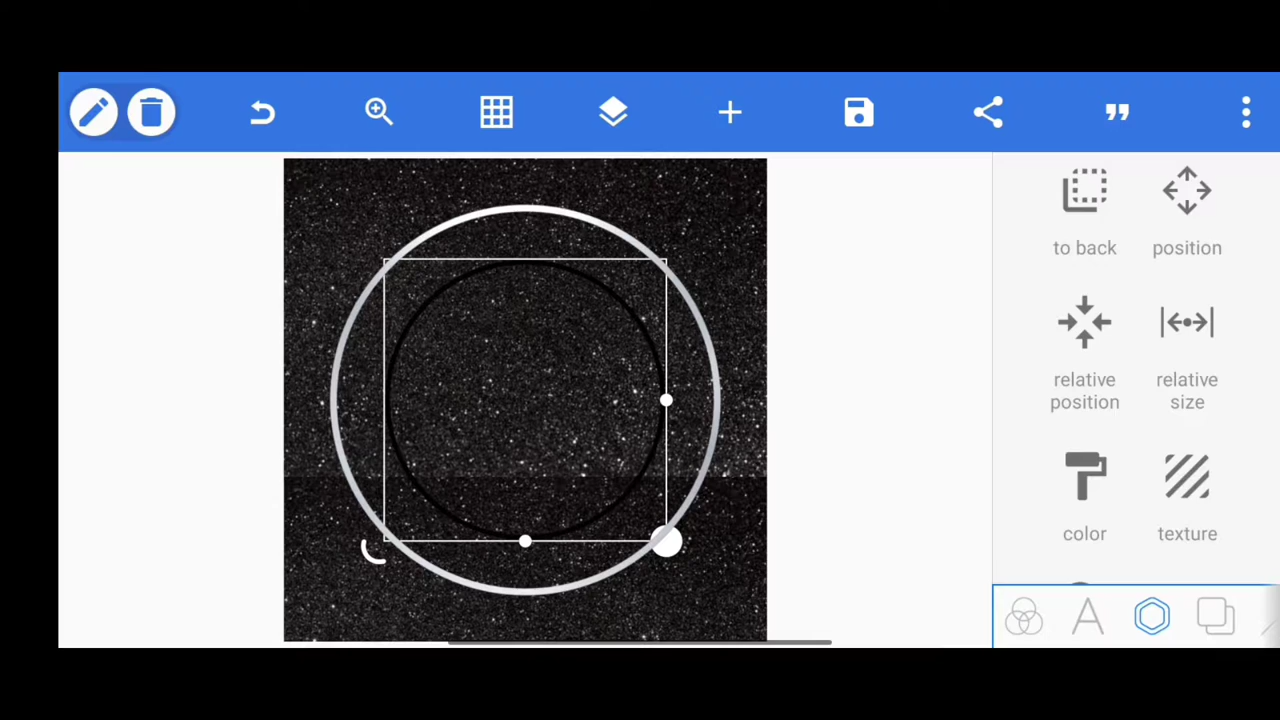 to back
position
relative
position
relative
size
color
texture